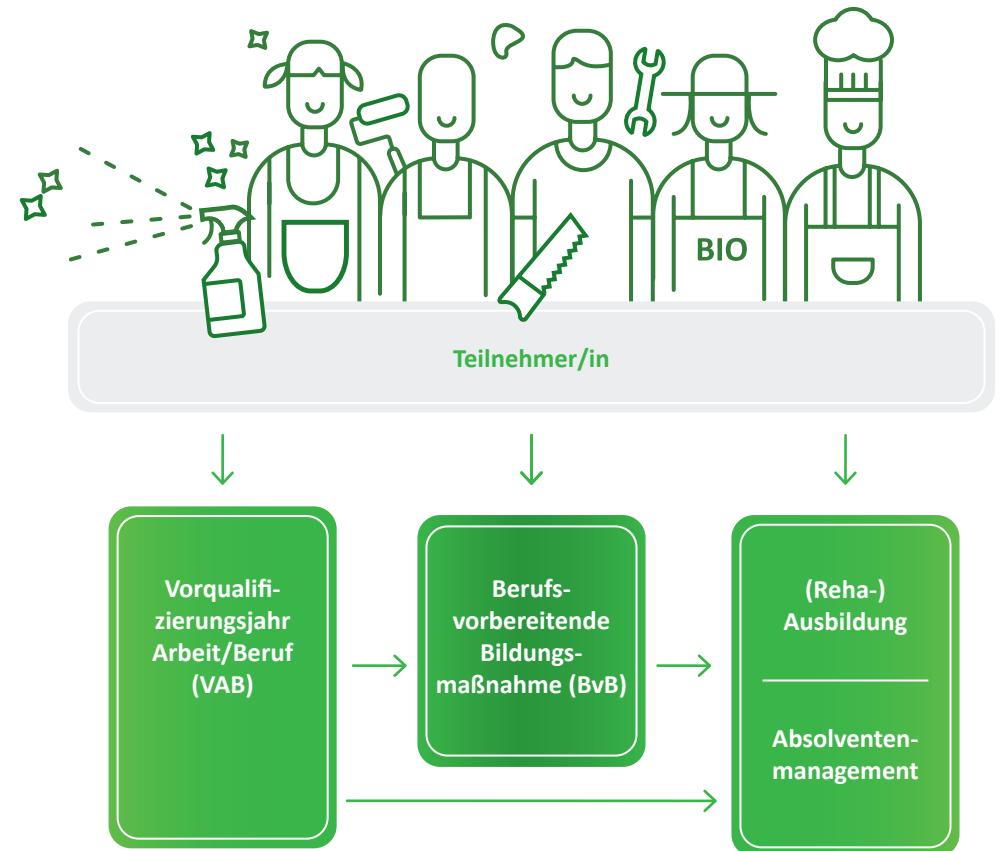 BIO
Teilnehmer/in
Vorqualifi-
zierungsjahr
Arbeit/Beruf
(VAB)
Berufs-
vorbereitende
Bildungs-
maßnahme (BvB)
(Reha-)
Ausbildung
Absolventen-
management